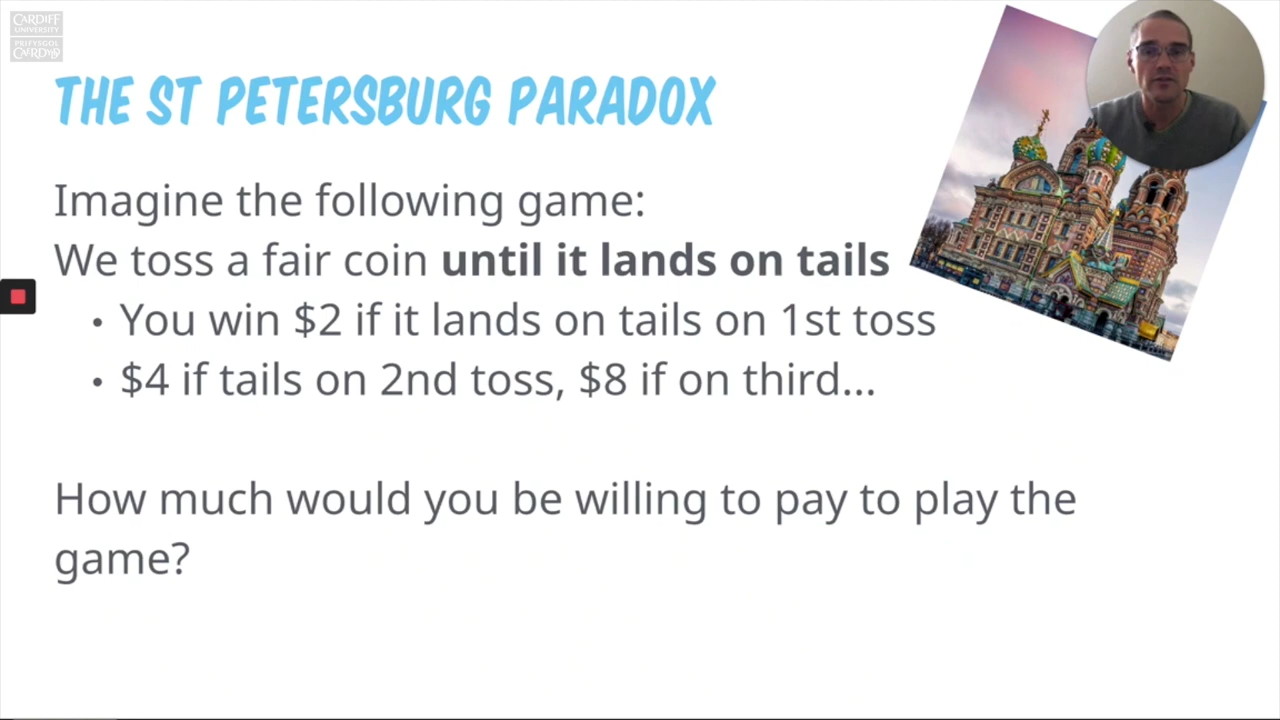 CARDIFF
UNIVERSITY
PRIFYSGOL
CAERDYDD
THE ST PETERSBURG PARADOX
Imagine the following game:
We toss a fair coin until it lands on tails
• You win $2 if it lands on tails on 1st toss
• $4 if tails on 2nd toss, $8 if on third...
How much would you be willing to pay to play the
game?